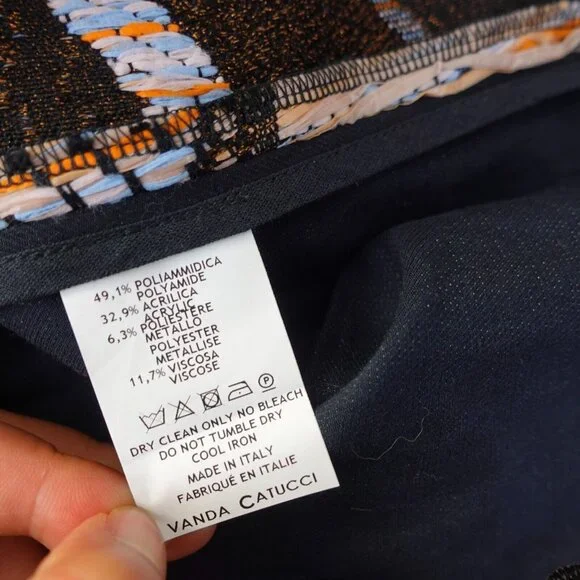 49,1% POLIAMMIDICA
POLYAMIDE
32,9% ACRILICA
ACRYLIC
6,3% POLIESTERE
METALLO
POLYESTER
METALLISE
11,7% VISCOSA
VISCOSE
P
DRY CLEAN ONLY NO BLEACH
DO NOT TUMBLE DRY
COOL IRON
MADE IN ITALY
FABRIQUÉ EN ITALIE
VANDA CATUCCI